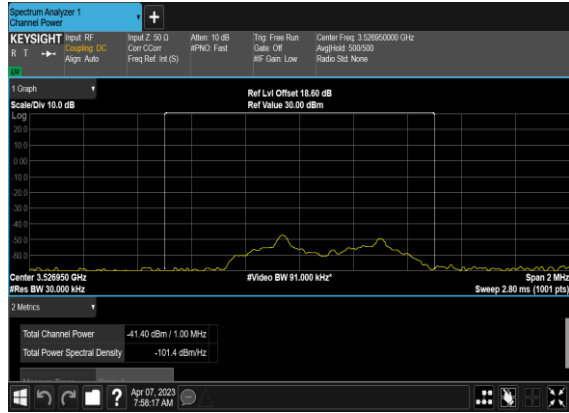 Spectrum Analyzer 1
Channel Power
+
KEYSIGHT Input: RF Input Z: 50 Ω Atten: 10 dB Trig: Free Run Center Freq: 3.526950000 GHz
R T Coupling: DC Corr CCorr #PNO: Fast Gate: Off Avg|Hold: 500/500
Align: Auto Freq Ref: Int (S) #IF Gain: Low Radio Std: None
1 Graph
Ref Lvl Offset 18.60 dB
Scale/Div 10.0 dB Ref Value 30.00 dBm
Log
20.0
10.0
0.00
-10.0
-20.0
-30.0
-40.0
-50.0
-60.0
Center 3.526950 GHz #Video BW 91.000 kHz* Span 2 MHz
#Res BW 30.000 kHz Sweep 2.80 ms (1001 pts)
2 Metrics
Total Channel Power -41.40 dBm / 1.00 MHz
Total Power Spectral Density -101.4 dBm/Hz
?
Apr 07, 2023
7:58:17 AM